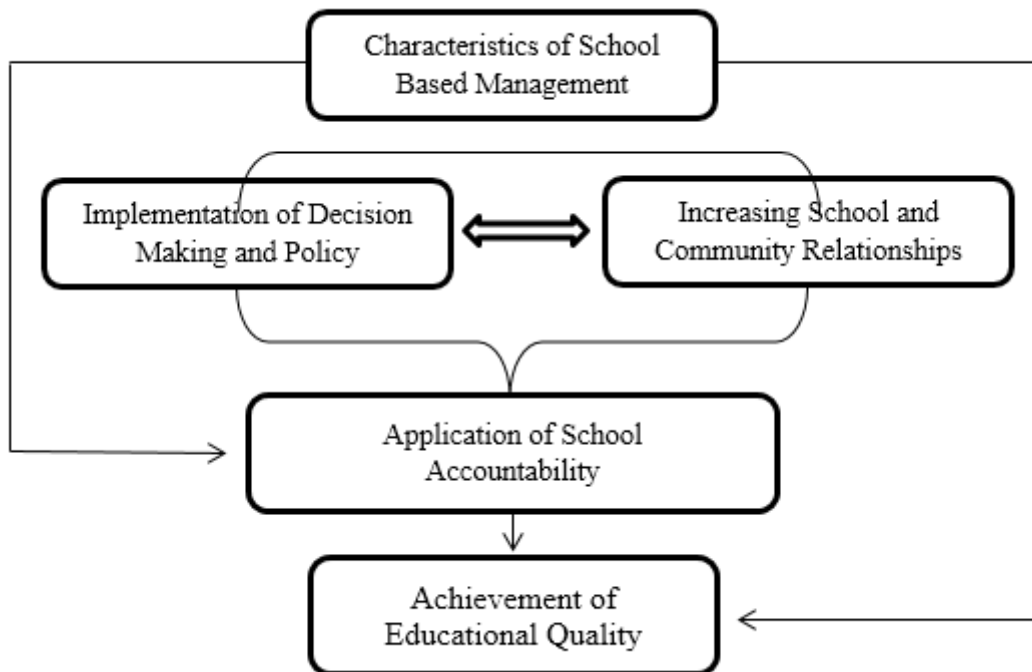 Characteristics of School
Based Management
Implementation of Decision
Making and Policy
Increasing School and
Community Relationships
Application of School
Accountability
Achievement of
Educational Quality